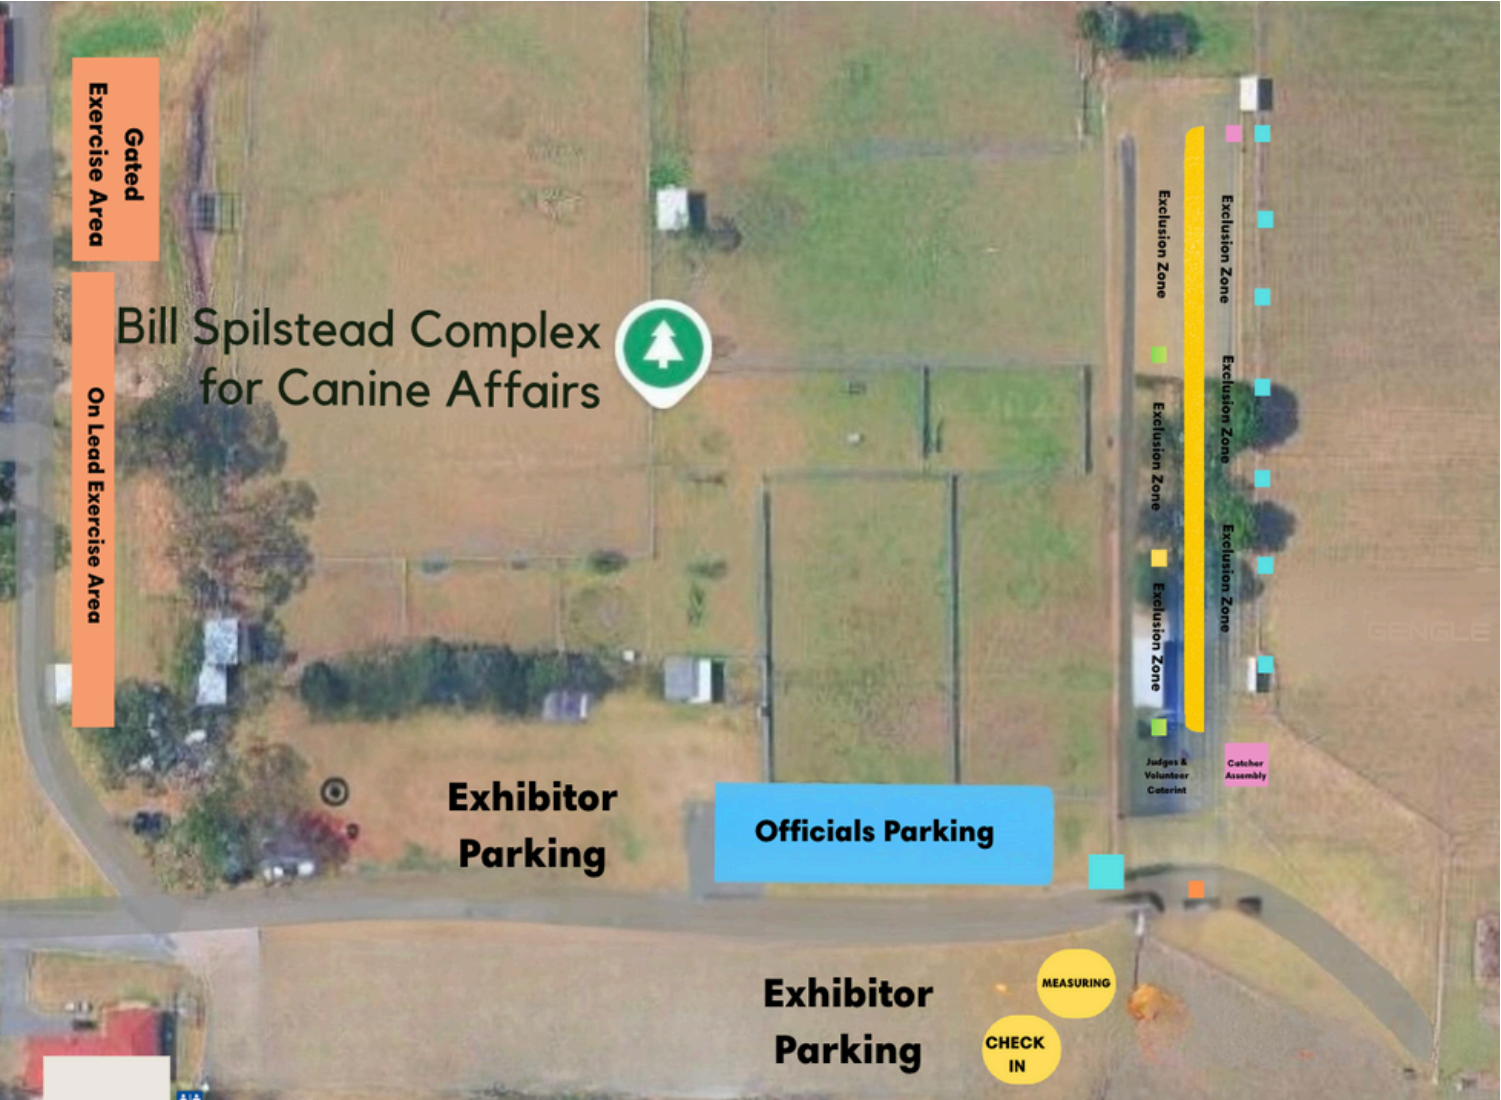 Gated
Exercise Area
On Lead Exercise Area
Bill Spilstead Complex
for Canine Affairs
Exclusion Zone
Exclusion Zone
Exclusion Zone
Exclusion Zone
Exclusion Zone
Exclusion Zone
Judges &
Volunteer
Caterint
Catcher
Assembly
Exhibitor
Parking
Officials Parking
Exhibitor
Parking
MEASURING
CHECK
IN